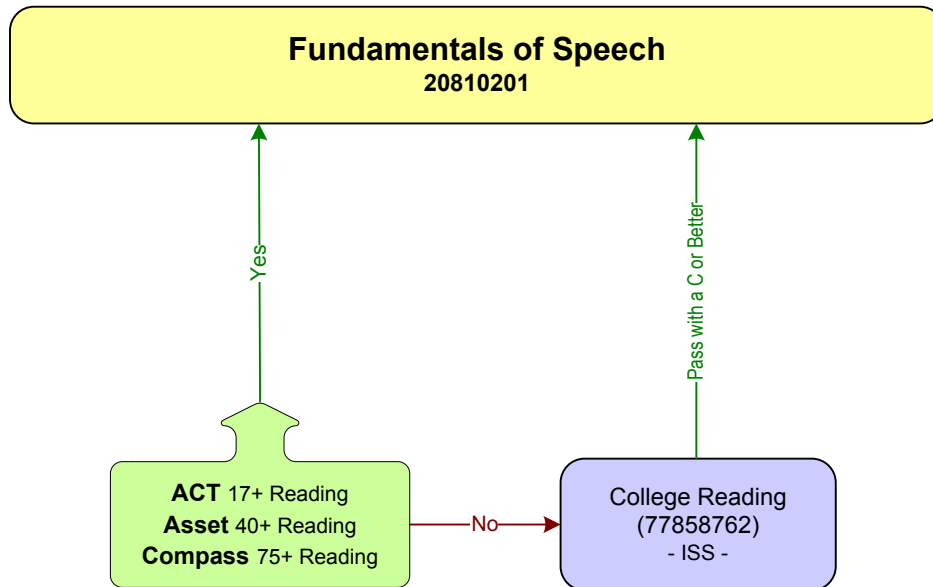 Fundamentals of Speech
20810201
Yes
Pass with a C or Better
ACT 17+ Reading
Asset 40+ Reading
Compass 75+ Reading
No
College Reading
(77858762)
- ISS -